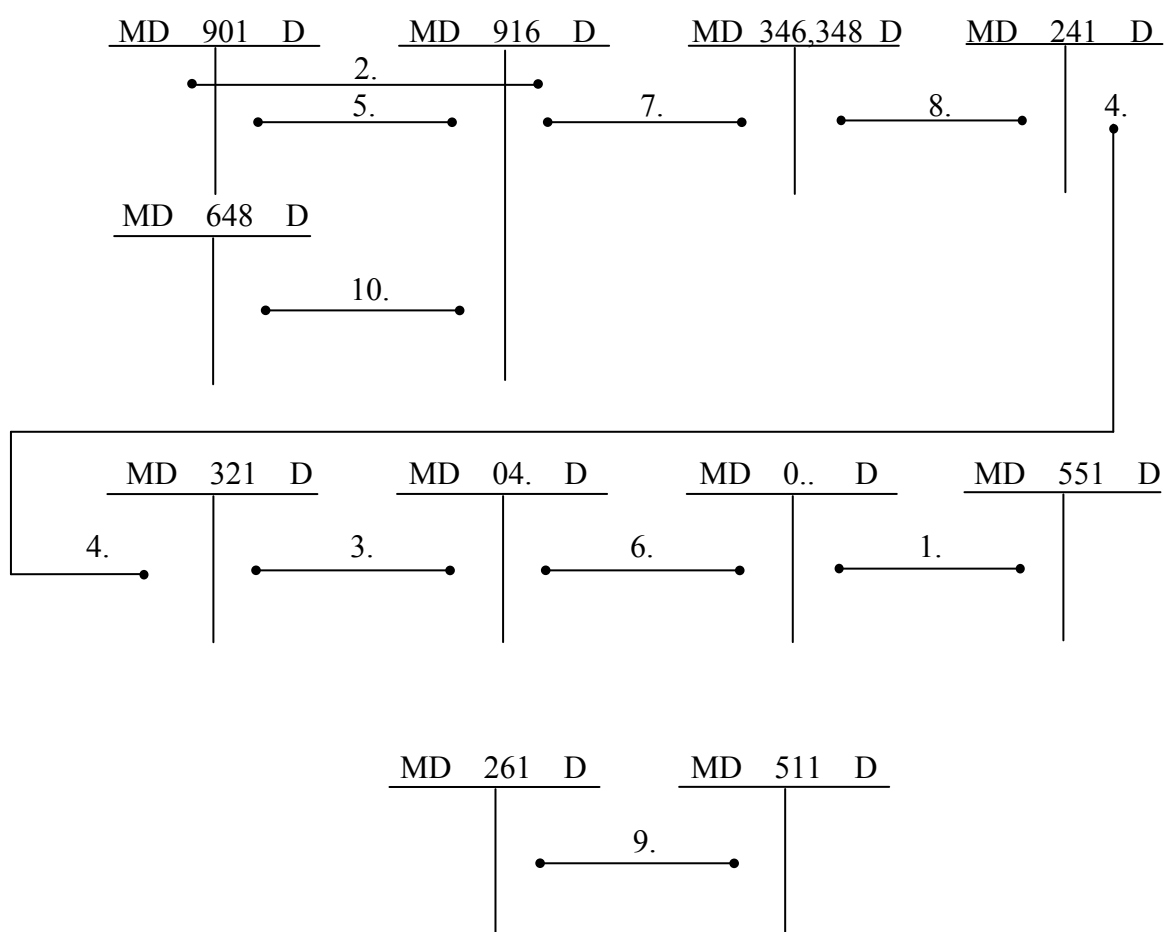 MD 901 D MD 916 D MD 346,348 D MD 241 D
2.
5. 7. 8. 4.
MD 648 D
10.
MD 321 D MD 04. D MD 0.. D MD 551 D
4. 3. 6. 1.
MD 261 D MD 511 D
9.